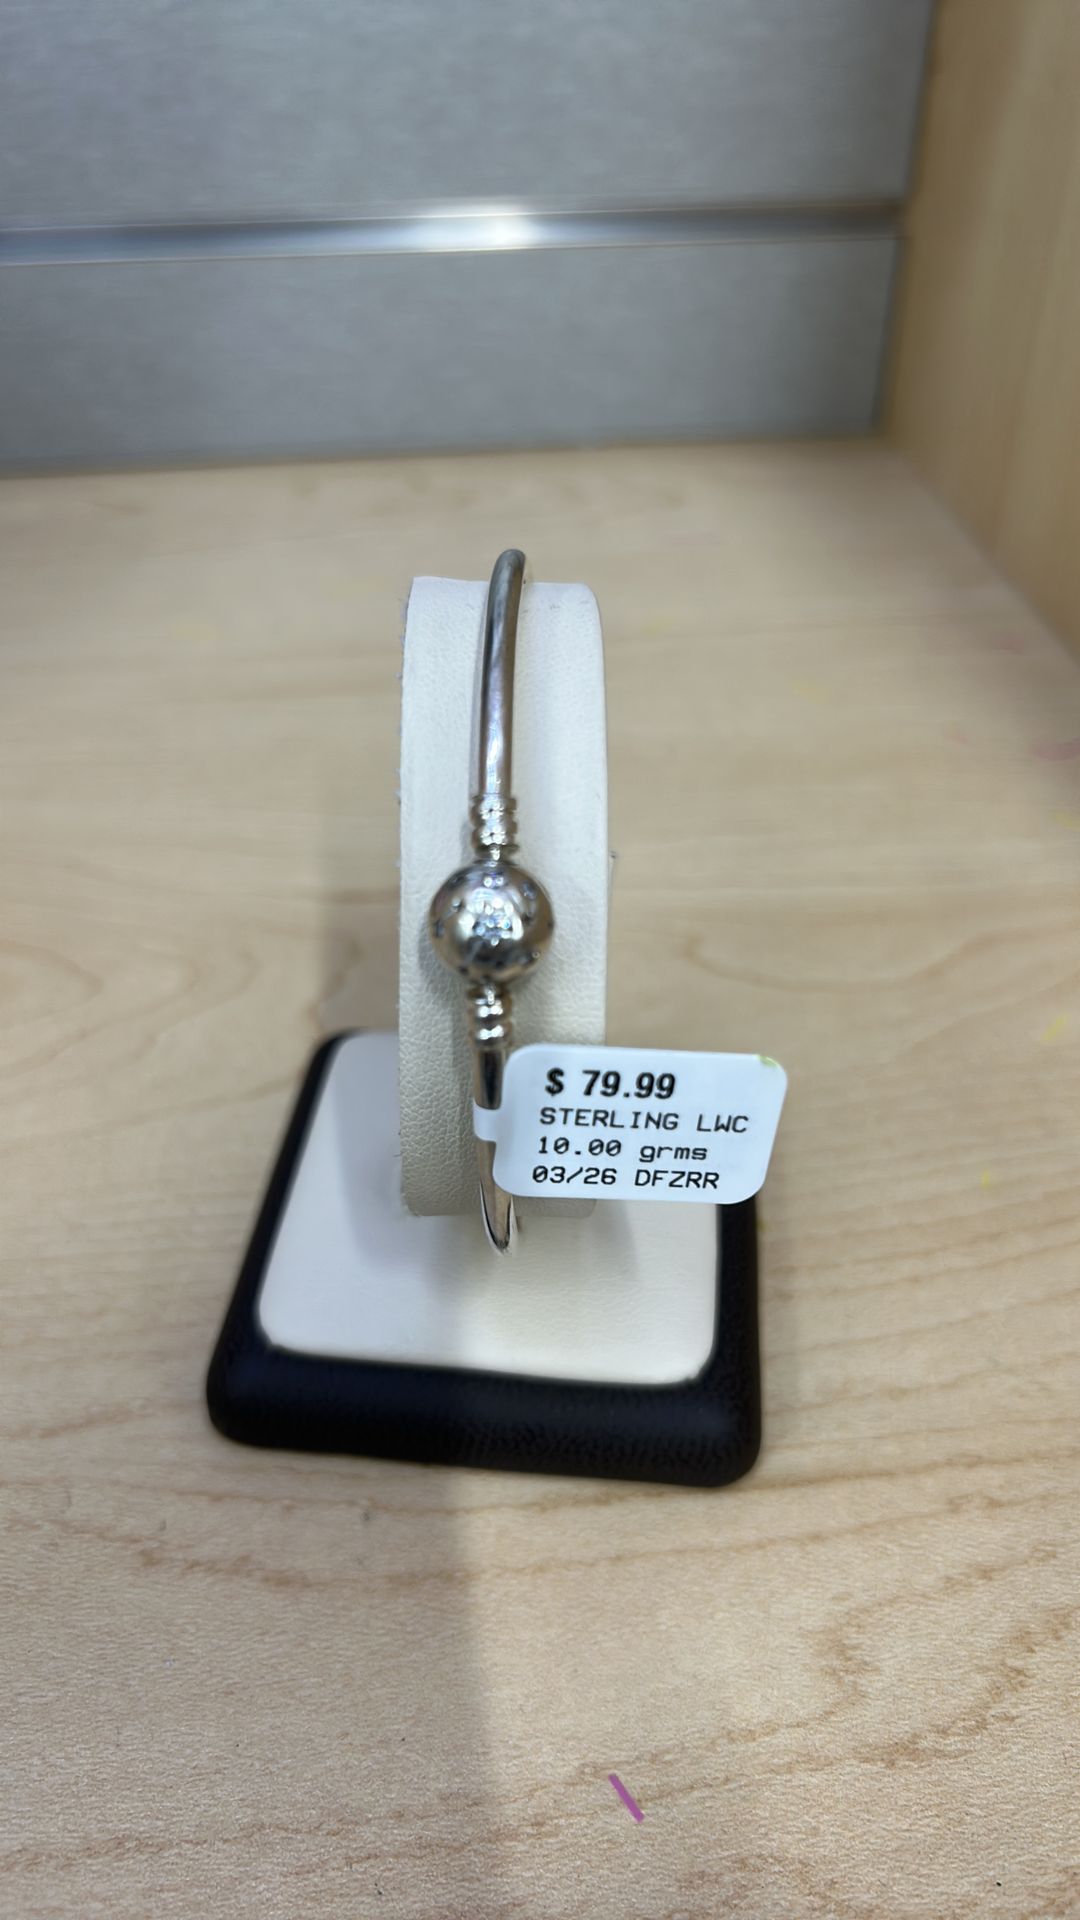 $ 79.99
STERLING LWC
10.00 grms
03/26 DFZRR